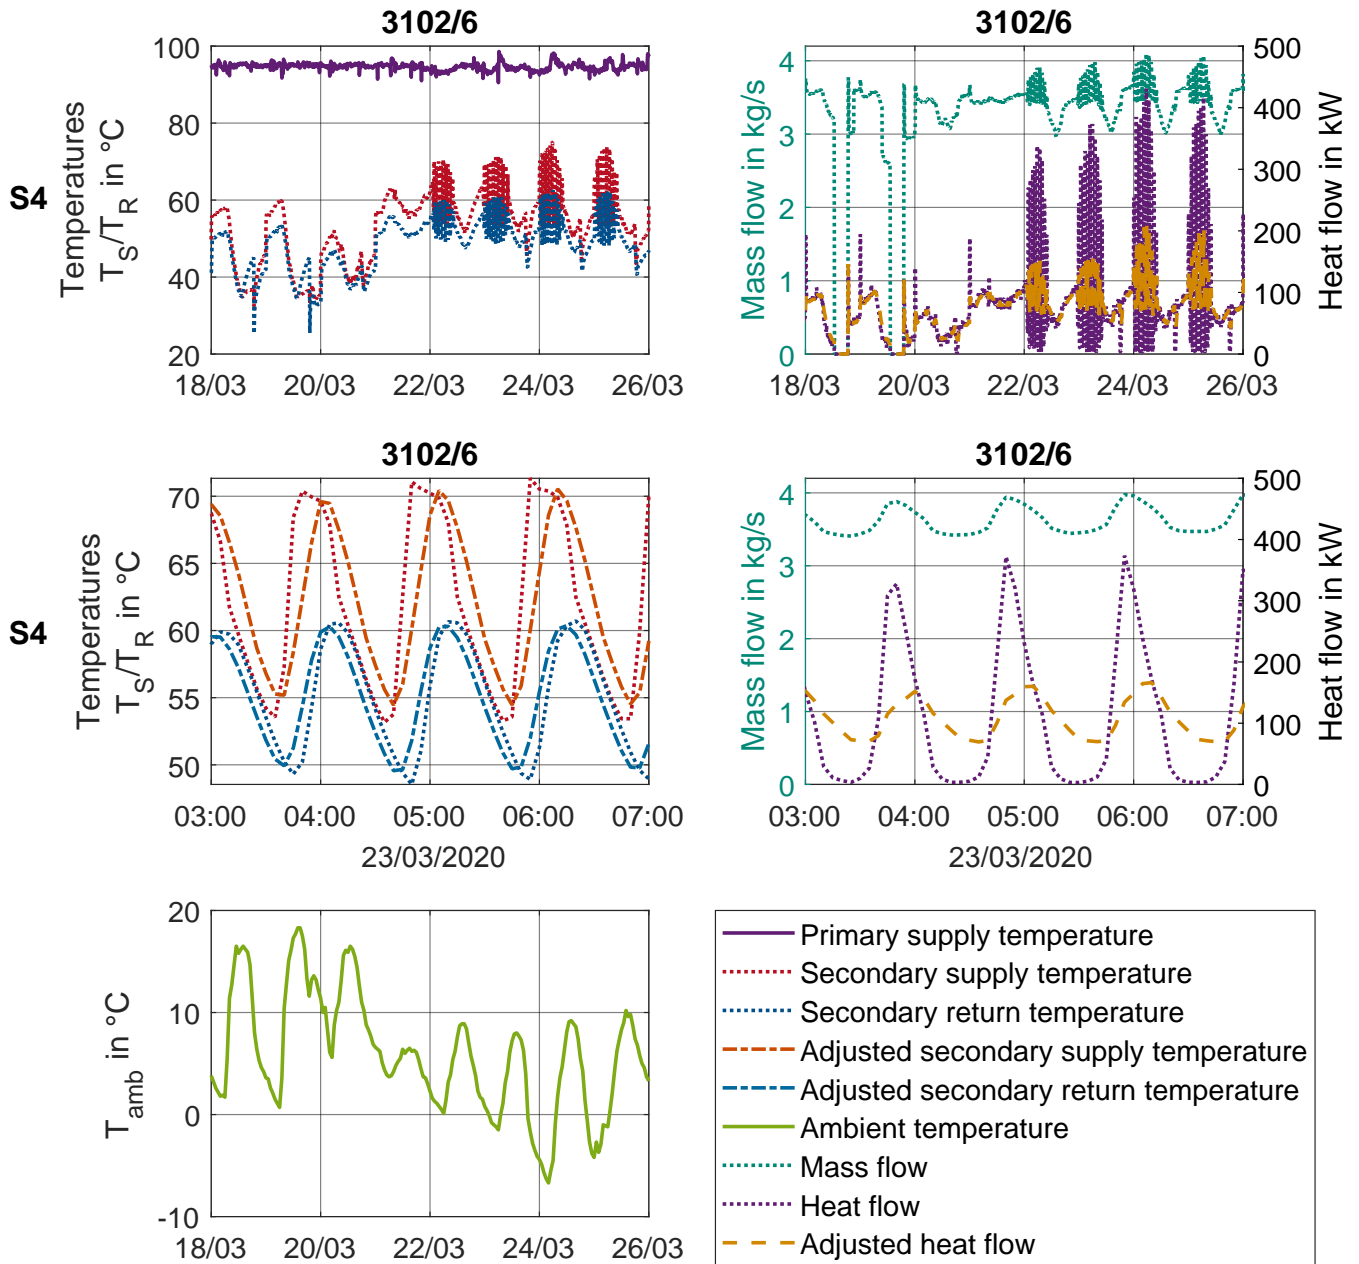 3102/6
3102/6
S4
Temperatures
T_S/T_R in °C
100
80
60
40
20
18/03 20/03 22/03 24/03 26/03
Mass flow in kg/s
4
3
2
1
0
500
400
300
200
100
0
Heat flow in kW
18/03 20/03 22/03 24/03 26/03
3102/6
3102/6
S4
Temperatures
T_S/T_R in °C
70
65
60
55
50
03:00 04:00 05:00 06:00 07:00
23/03/2020
Mass flow in kg/s
4
3
2
1
0
500
400
300
200
100
0
Heat flow in kW
03:00 04:00 05:00 06:00 07:00
23/03/2020
T_amb in °C
20
10
0
-10
18/03 20/03 22/03 24/03 26/03
Primary supply temperature
Secondary supply temperature
Secondary return temperature
Adjusted secondary supply temperature
Adjusted secondary return temperature
Ambient temperature
Mass flow
Heat flow
Adjusted heat flow